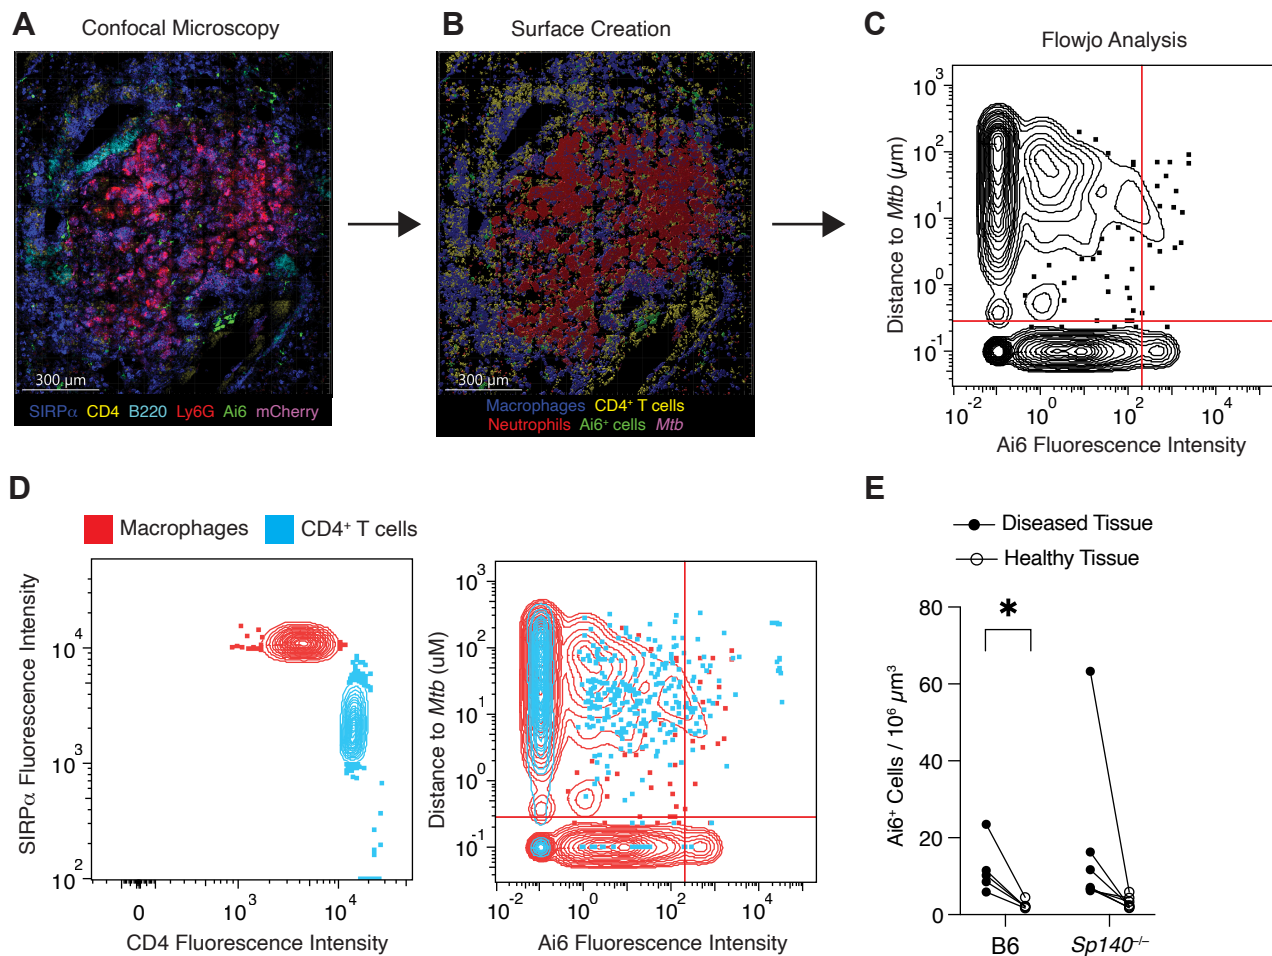 A Confocal Microscopy
B Surface Creation
C Flowjo Analysis
300 µm
SIRPα CD4 B220 Ly6G Ai6 mCherry
300 µm
Macrophages CD4⁺ T cells
Neutrophils Ai6⁺ cells Mtb
Distance to Mtb (µm)
10³
10²
10¹
10⁰
10⁻¹
10⁻² 10⁰ 10² 10⁴
Ai6 Fluorescence Intensity
D
Macrophages CD4⁺ T cells
SIRPα Fluorescence Intensity
10⁴
10³
10²
0 10³ 10⁴
CD4 Fluorescence Intensity
Distance to Mtb (uM)
10³
10²
10¹
10⁰
10⁻¹
10⁻² 10⁰ 10² 10⁴
Ai6 Fluorescence Intensity
E
Diseased Tissue
Healthy Tissue
*
Ai6⁺ Cells / 10⁶ µm³
80
60
40
20
0
B6 Sp140⁻/⁻